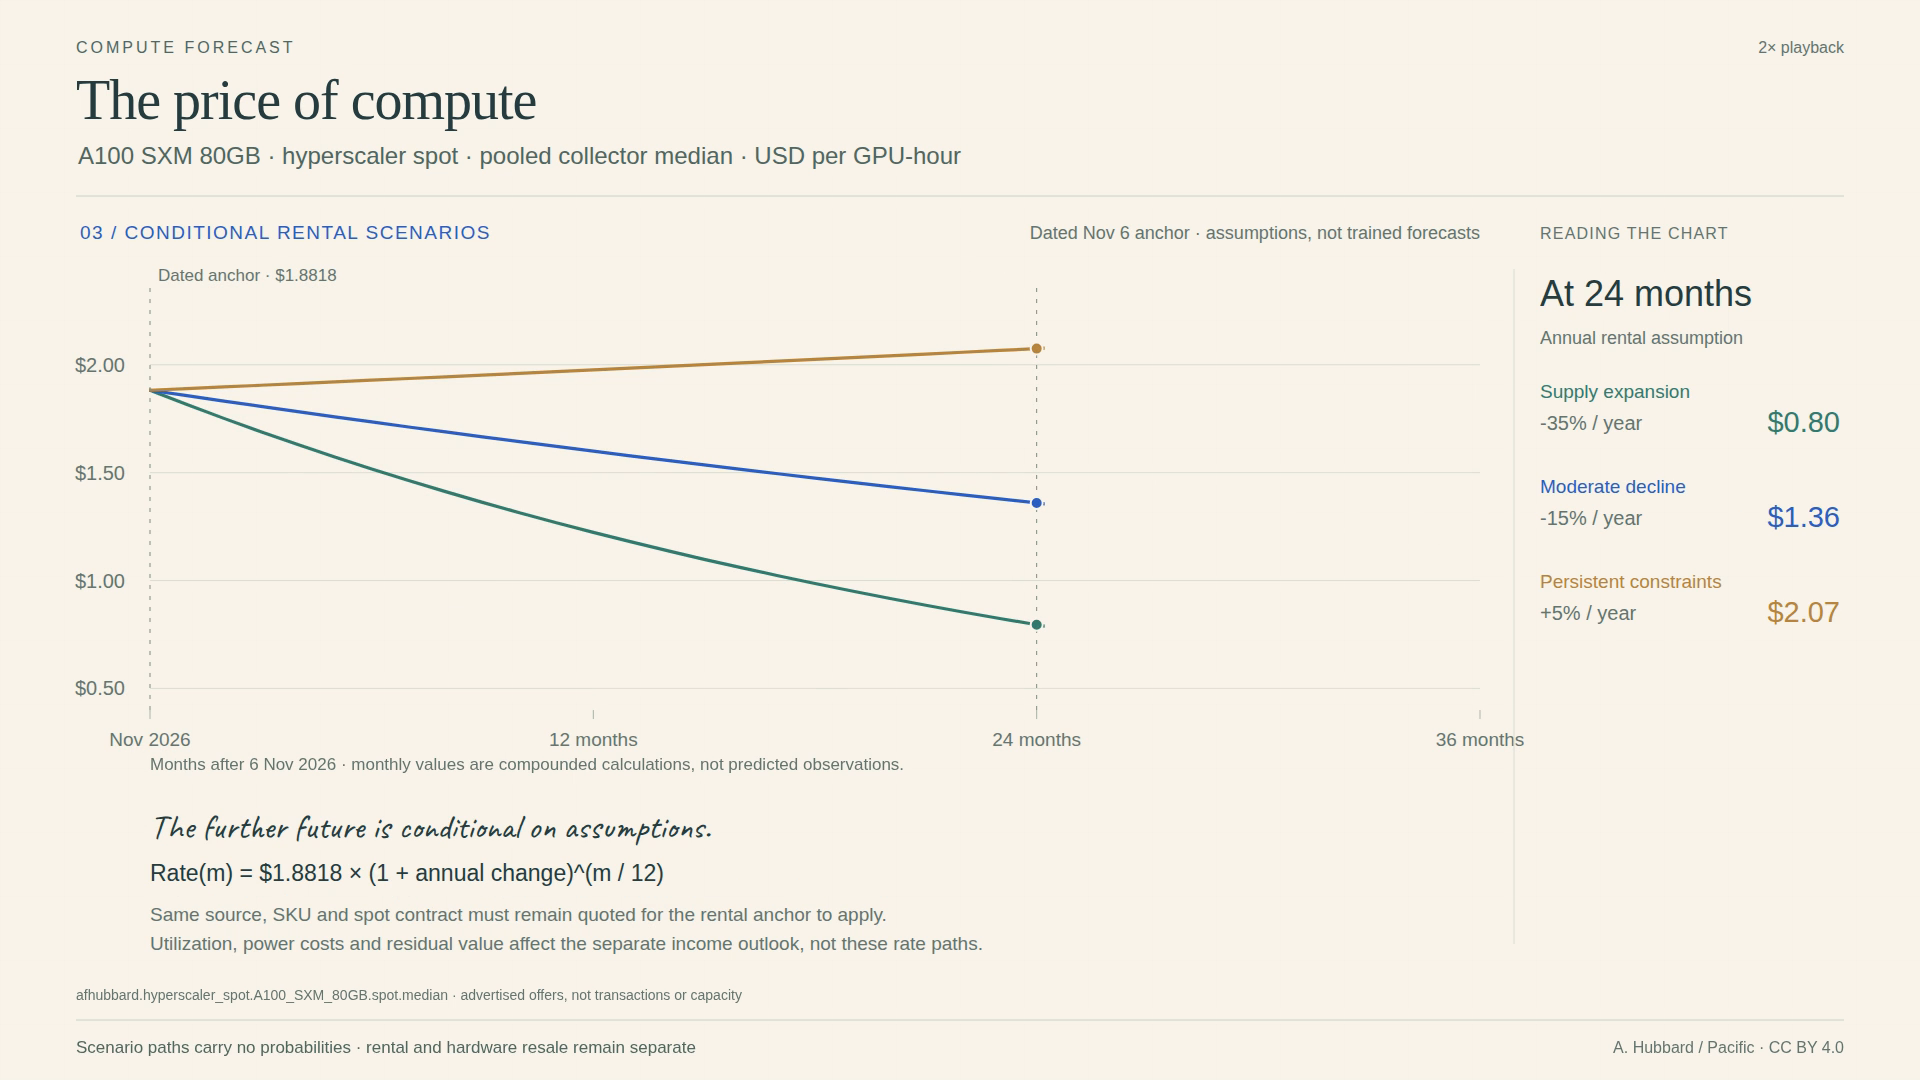 COMPUTE FORECAST
2× playback
The price of compute
A100 SXM 80GB · hyperscaler spot · pooled collector median · USD per GPU-hour
03 / CONDITIONAL RENTAL SCENARIOS
Dated Nov 6 anchor · assumptions, not trained forecasts
READING THE CHART
Dated anchor · $1.8818
$2.00
$1.50
$1.00
$0.50
Nov 2026
12 months
24 months
36 months
Months after 6 Nov 2026 · monthly values are compounded calculations, not predicted observations.
At 24 months
Annual rental assumption
Supply expansion
-35% / year
$0.80
Moderate decline
-15% / year
$1.36
Persistent constraints
+5% / year
$2.07
The further future is conditional on assumptions.
Rate(m) = $1.8818 × (1 + annual change)^(m / 12)
Same source, SKU and spot contract must remain quoted for the rental anchor to apply.
Utilization, power costs and residual value affect the separate income outlook, not these rate paths.
afhubbard.hyperscaler_spot.A100_SXM_80GB.spot.median · advertised offers, not transactions or capacity
Scenario paths carry no probabilities · rental and hardware resale remain separate
A. Hubbard / Pacific · CC BY 4.0